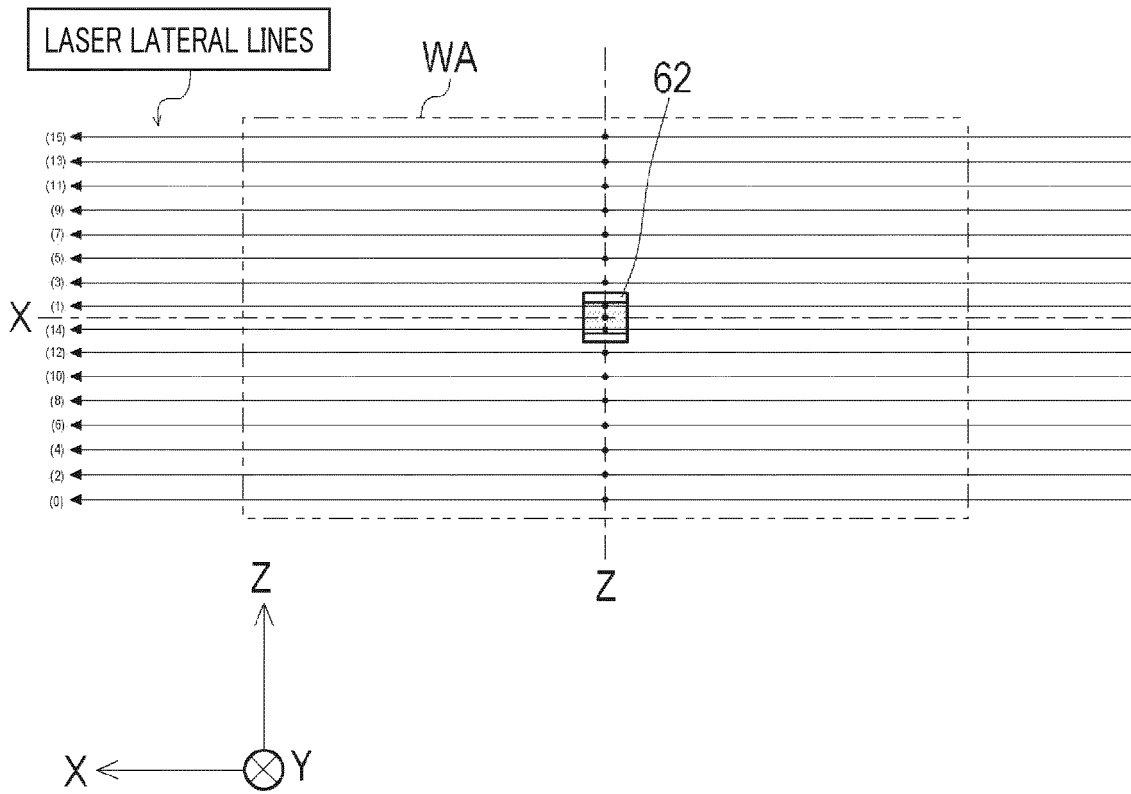 LASER LATERAL LINES
WA
62
(15)
(13)
(11)
(9)
(7)
(5)
(3)
(1)
X
(14)
(12)
(10)
(8)
(6)
(4)
(2)
(0)
Z
Z
X
Y